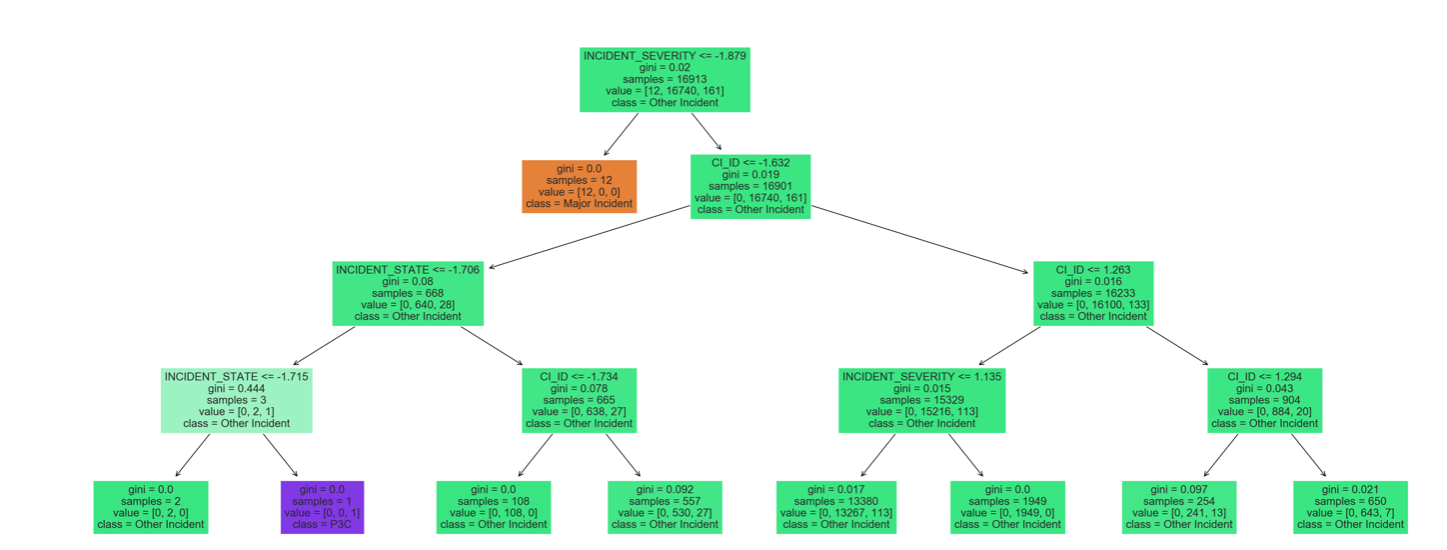 INCIDENT_SEVERITY <= -1.879
gini = 0.02
samples = 16913
value = [12, 16740, 161]
class = Other Incident
gini = 0.0
samples = 12
value = [12, 0, 0]
class = Major Incident
CI_ID <= -1.632
gini = 0.019
samples = 16901
value = [0, 16740, 161]
class = Other Incident
INCIDENT_STATE <= -1.706
gini = 0.08
samples = 668
value = [0, 640, 28]
class = Other Incident
CI_ID <= 1.263
gini = 0.016
samples = 16233
value = [0, 16100, 133]
class = Other Incident
INCIDENT_STATE <= -1.715
gini = 0.444
samples = 3
value = [0, 2, 1]
class = Other Incident
CI_ID <= -1.734
gini = 0.078
samples = 665
value = [0, 638, 27]
class = Other Incident
INCIDENT_SEVERITY <= 1.135
gini = 0.015
samples = 15329
value = [0, 15216, 113]
class = Other Incident
CI_ID <= 1.294
gini = 0.043
samples = 904
value = [0, 884, 20]
class = Other Incident
gini = 0.0
samples = 2
value = [0, 2, 0]
class = Other Incident
gini = 0.0
samples = 1
value = [0, 0, 1]
class = P3C
gini = 0.0
samples = 108
value = [0, 108, 0]
class = Other Incident
gini = 0.092
samples = 557
value = [0, 530, 27]
class = Other Incident
gini = 0.017
samples = 13380
value = [0, 13267, 113]
class = Other Incident
gini = 0.0
samples = 1949
value = [0, 1949, 0]
class = Other Incident
gini = 0.097
samples = 254
value = [0, 241, 13]
class = Other Incident
gini = 0.021
samples = 650
value = [0, 643, 7]
class = Other Incident